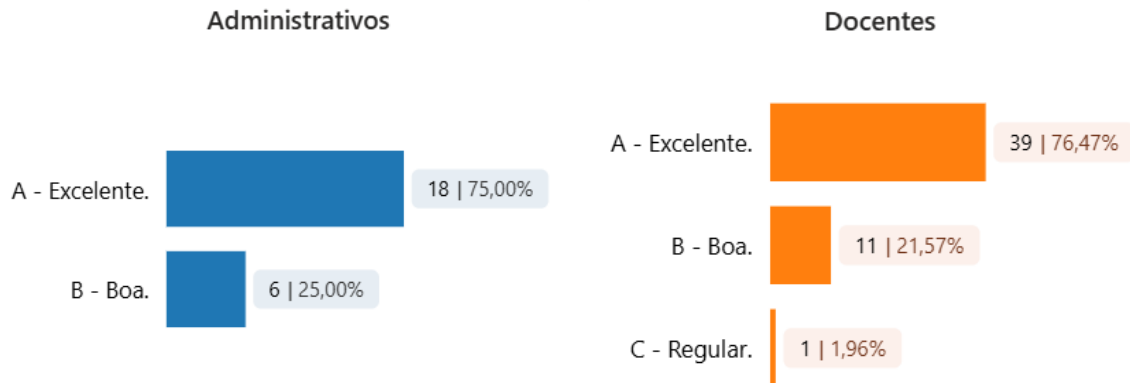 Administrativos
A - Excelente.
18 | 75,00%
B - Boa.
6 | 25,00%
Docentes
A - Excelente.
39 | 76,47%
B - Boa.
11 | 21,57%
C - Regular.
1 | 1,96%